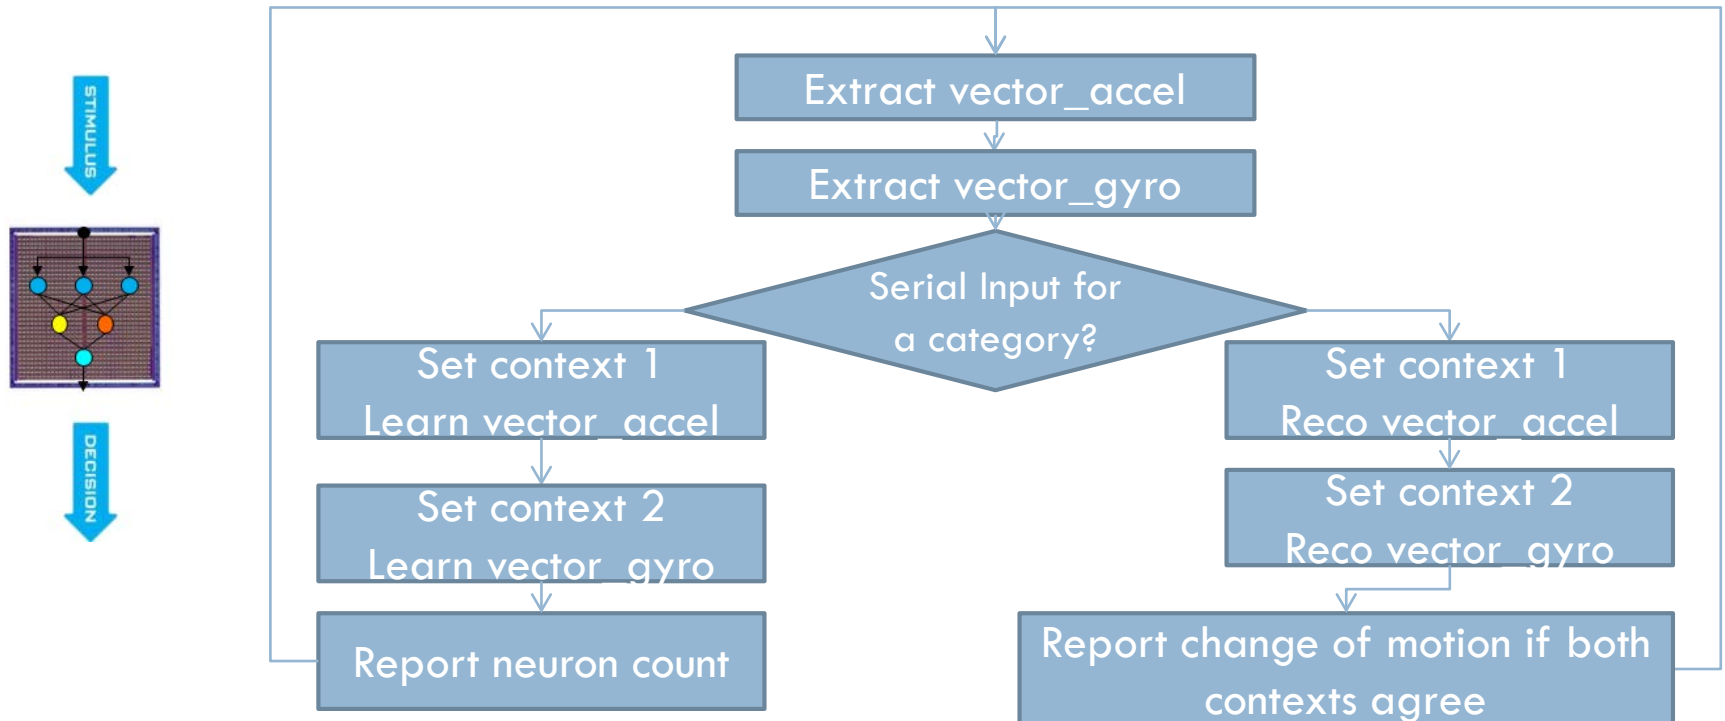 STIMULUS
DECISION
Extract vector_accel
Extract vector_gyro
Serial Input for
a category?
Set context 1
Learn vector_accel
Set context 2
Learn vector_gyro
Report neuron count
Set context 1
Reco vector_accel
Set context 2
Reco vector_gyro
Report change of motion if both
contexts agree